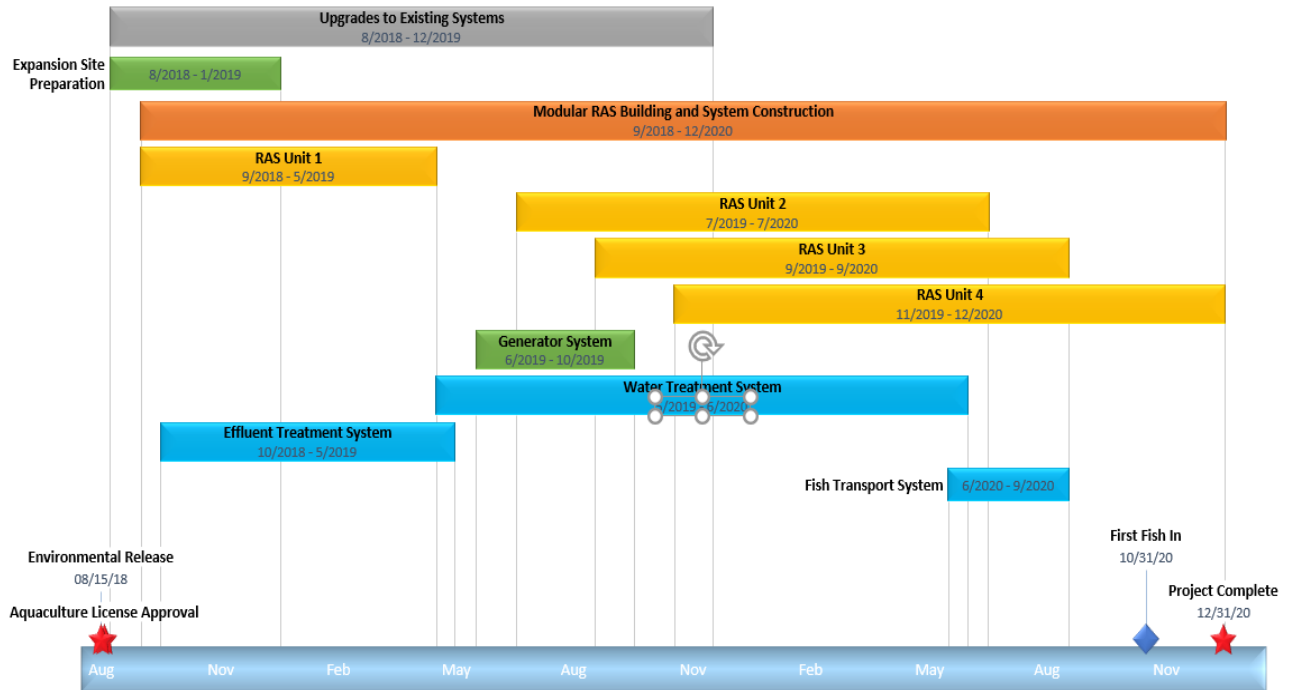 Upgrades to Existing Systems
8/2018 - 12/2019
Expansion Site
Preparation
8/2018 - 1/2019
Modular RAS Building and System Construction
9/2018 - 12/2020
RAS Unit 1
9/2018 - 5/2019
RAS Unit 2
7/2019 - 7/2020
RAS Unit 3
9/2019 - 9/2020
RAS Unit 4
11/2019 - 12/2020
Generator System
6/2019 - 10/2019
Water Treatment System
/2019 - 6/2020
Effluent Treatment System
10/2018 - 5/2019
Fish Transport System
6/2020 - 9/2020
First Fish In
10/31/20
Environmental Release
08/15/18
Project Complete
12/31/20
Aquaculture License Approval
Aug Nov Feb May Aug Nov Feb May Aug Nov